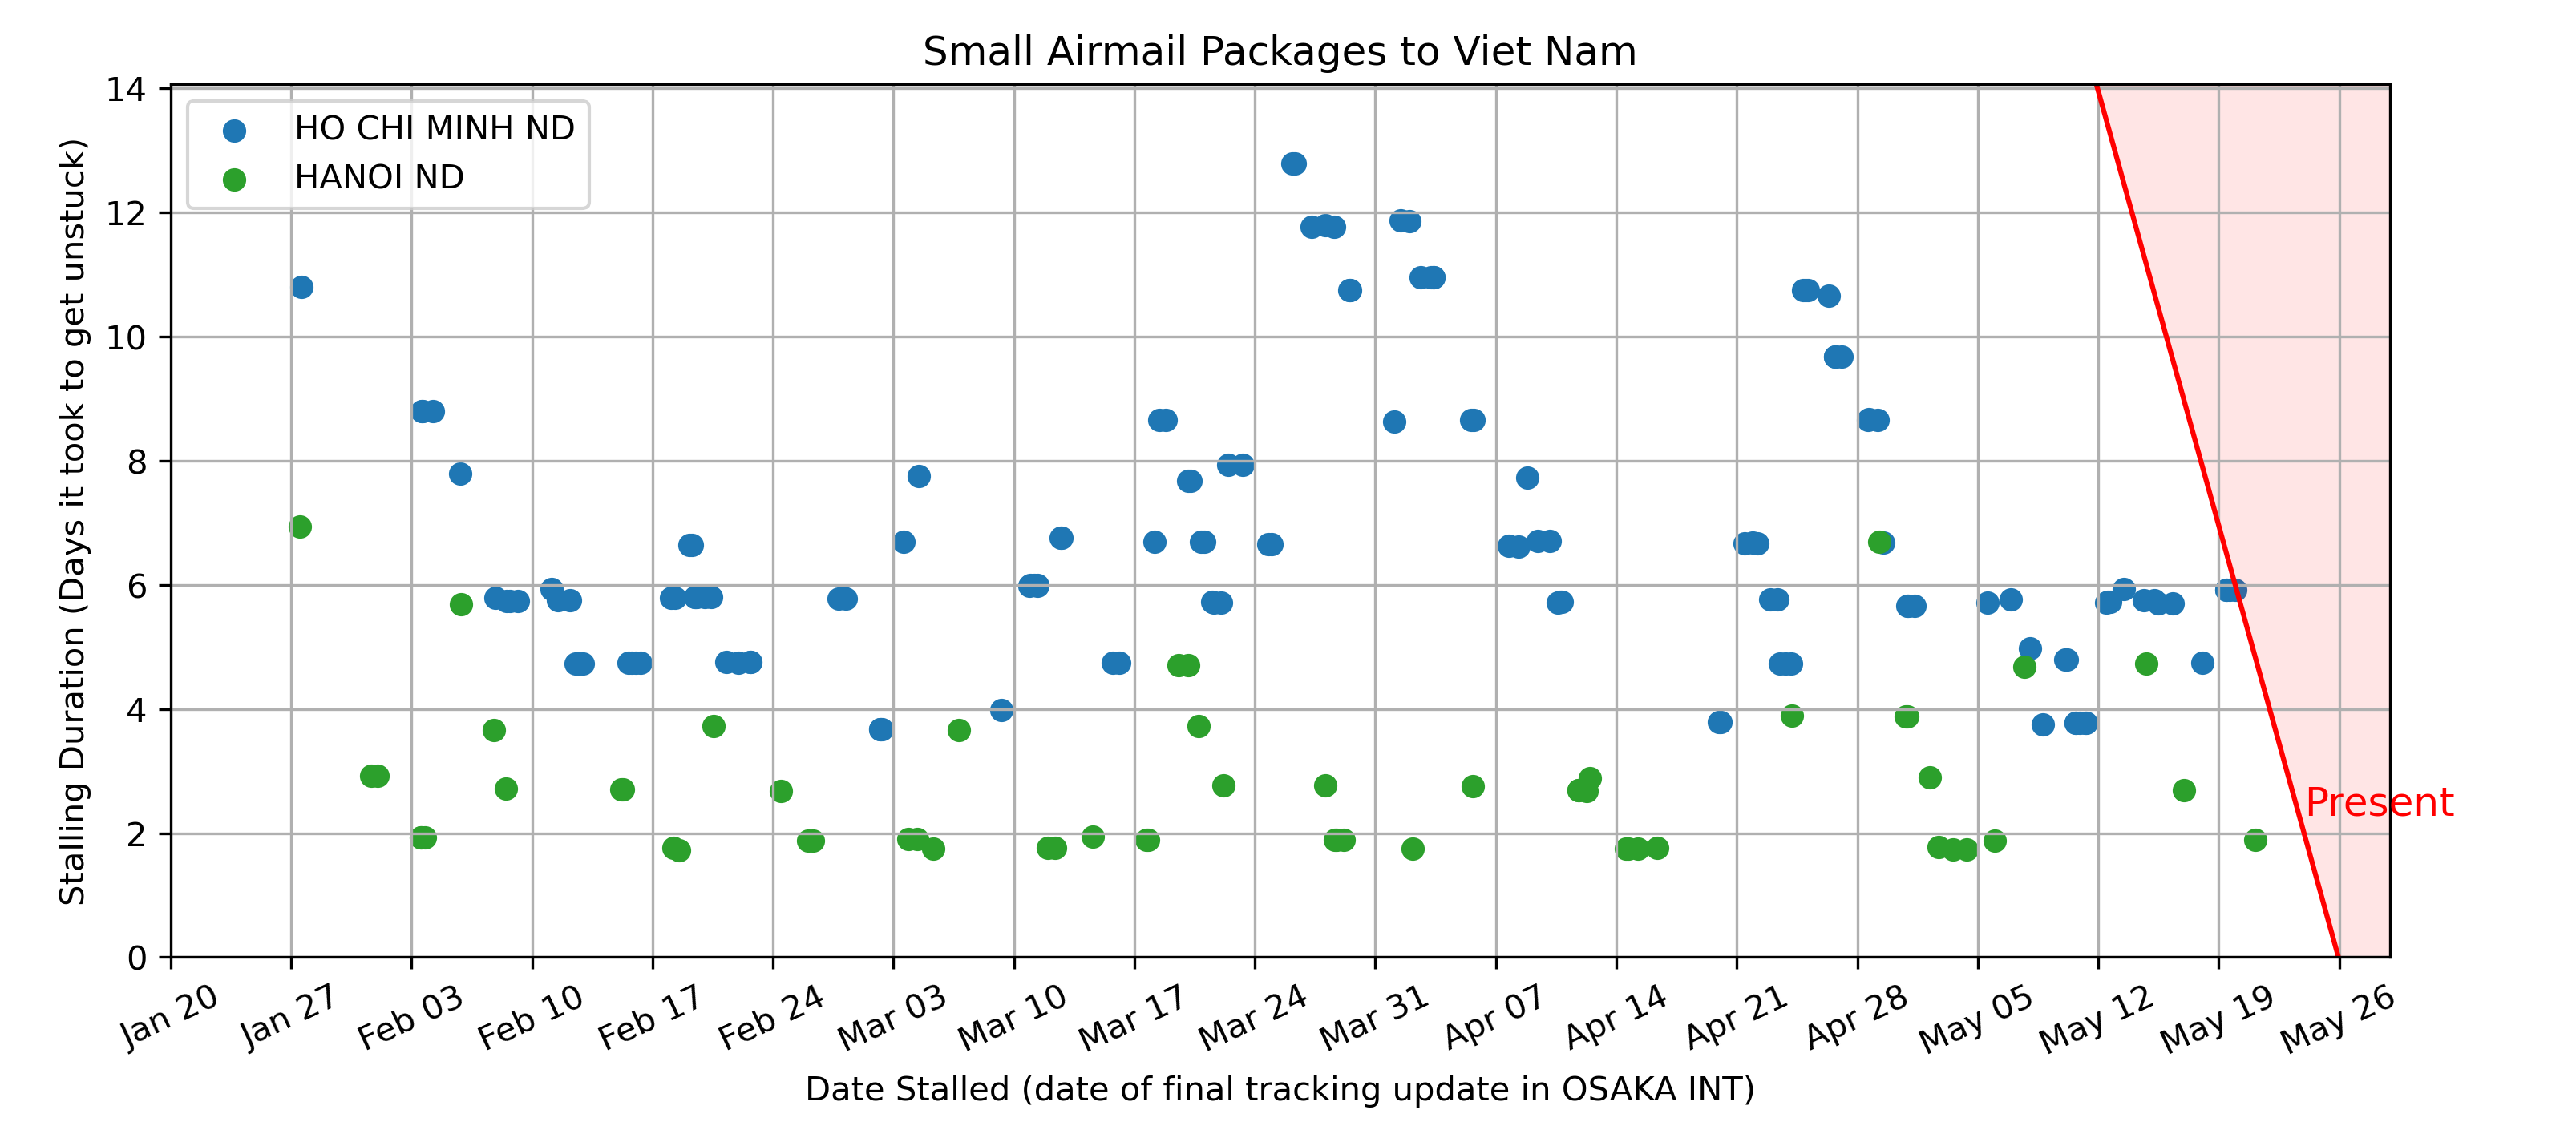 Small Airmail Packages to Viet Nam
HO CHI MINH ND
HANOI ND
Stalling Duration (Days it took to get unstuck)
14
12
10
8
6
4
2
0
Present
Jan 20
Jan 27
Feb 03
Feb 10
Feb 17
Feb 24
Mar 03
Mar 10
Mar 17
Mar 24
Mar 31
Apr 07
Apr 14
Apr 21
Apr 28
May 05
May 12
May 19
May 26
Date Stalled (date of final tracking update in OSAKA INT)